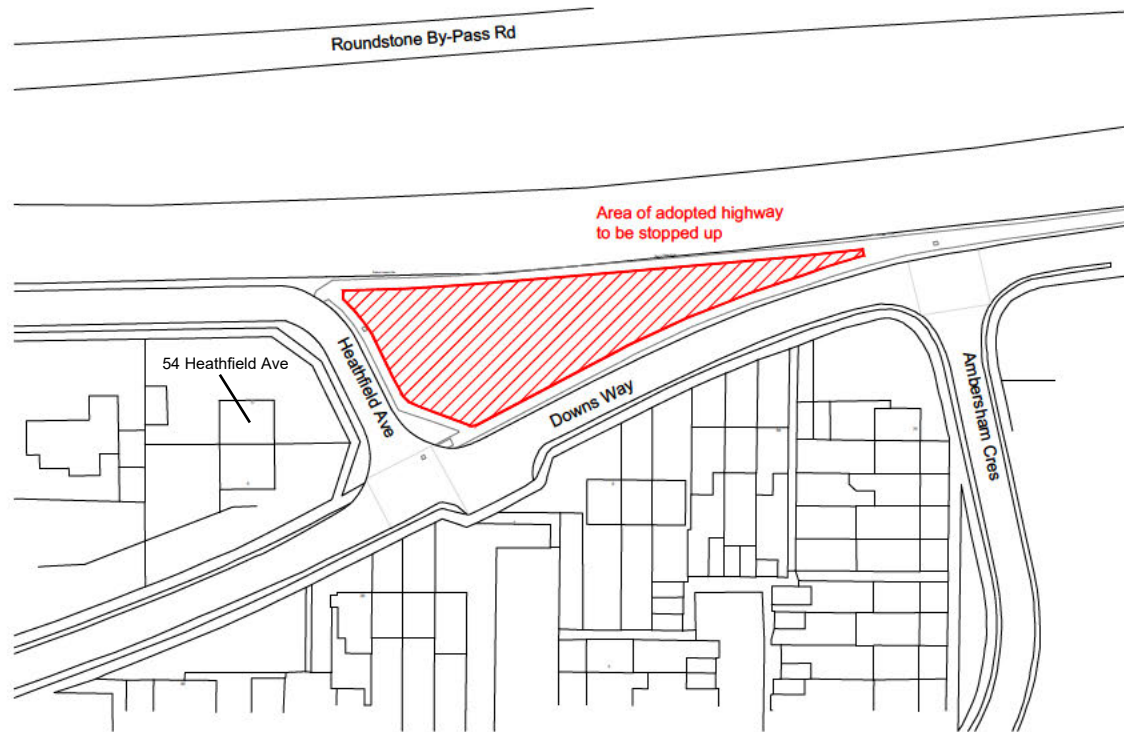 Roundstone By-Pass Rd
Area of adopted highway
to be stopped up
54 Heathfield Ave
Heathfield Ave
Downs Way
Ambersham Cres